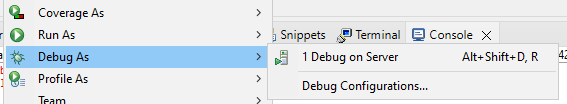 Coverage As
Run As
Debug As
Profile As
Team
Snippets Terminal Console
1 Debug on Server Alt+Shift+D, R
Debug Configurations...
42